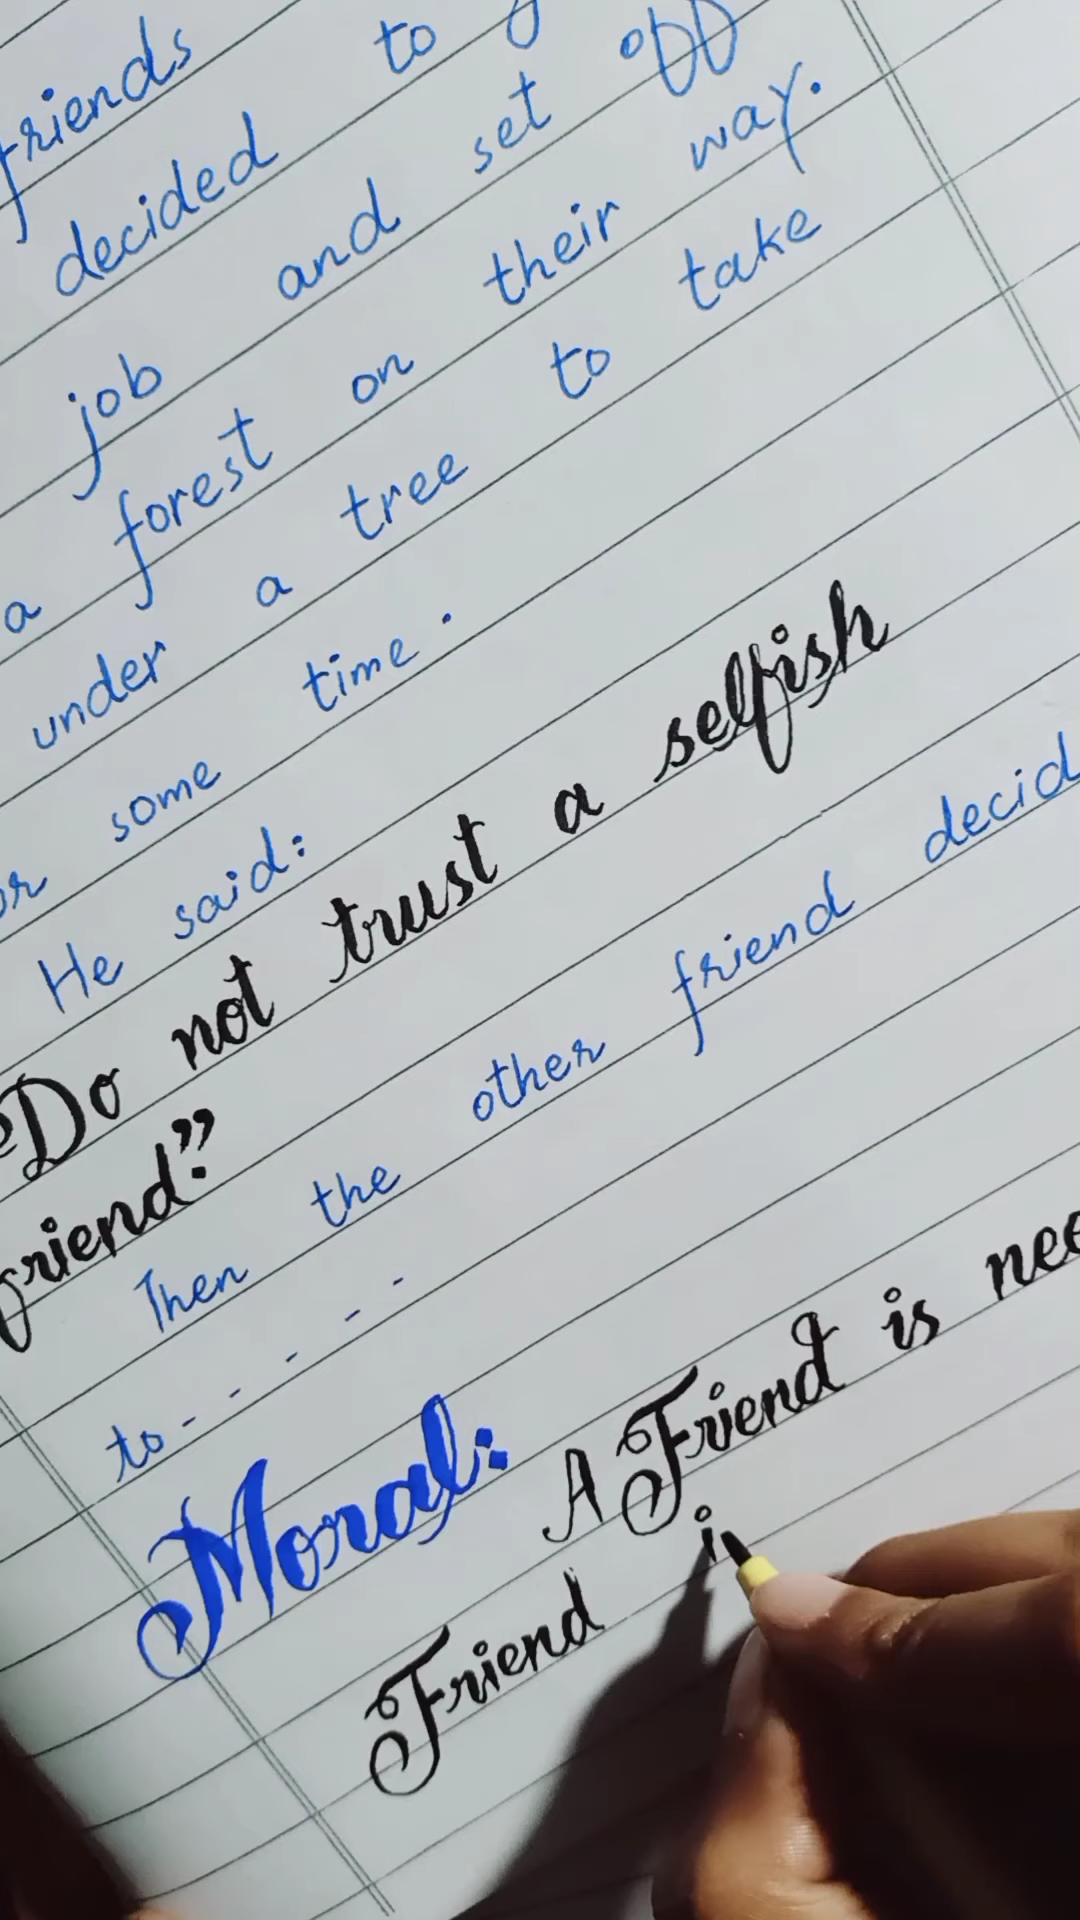 friends
decided to
job and set off
a forest on their way.
under a tree to take
or some time.
He said:
“Do not trust a selfish
friend.”
Then the other friend decid
to - - - - -
Moral: A Friend is nee
Friend i